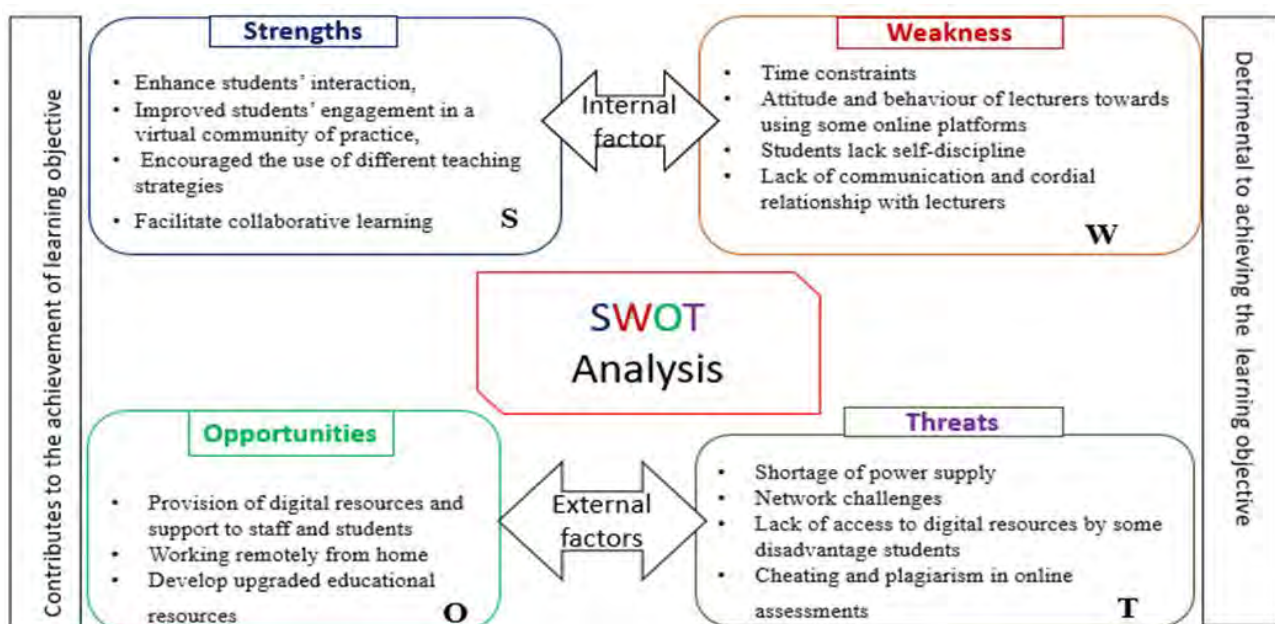 Contributes to the achievement of learning objective
Strengths
• Enhance students’ interaction,
• Improved students’ engagement in a
virtual community of practice,
• Encouraged the use of different teaching
strategies
• Facilitate collaborative learning
S
Internal
factor
Weakness
• Time constraints
• Attitude and behaviour of lecturers towards
using some online platforms
• Students lack self-discipline
• Lack of communication and cordial
relationship with lecturers
W
Detrimental to achieving the learning objective
SWOT
Analysis
Opportunities
• Provision of digital resources and
support to staff and students
• Working remotely from home
• Develop upgraded educational
resources
O
External
factors
Threats
• Shortage of power supply
• Network challenges
• Lack of access to digital resources by some
disadvantage students
• Cheating and plagiarism in online
assessments
T